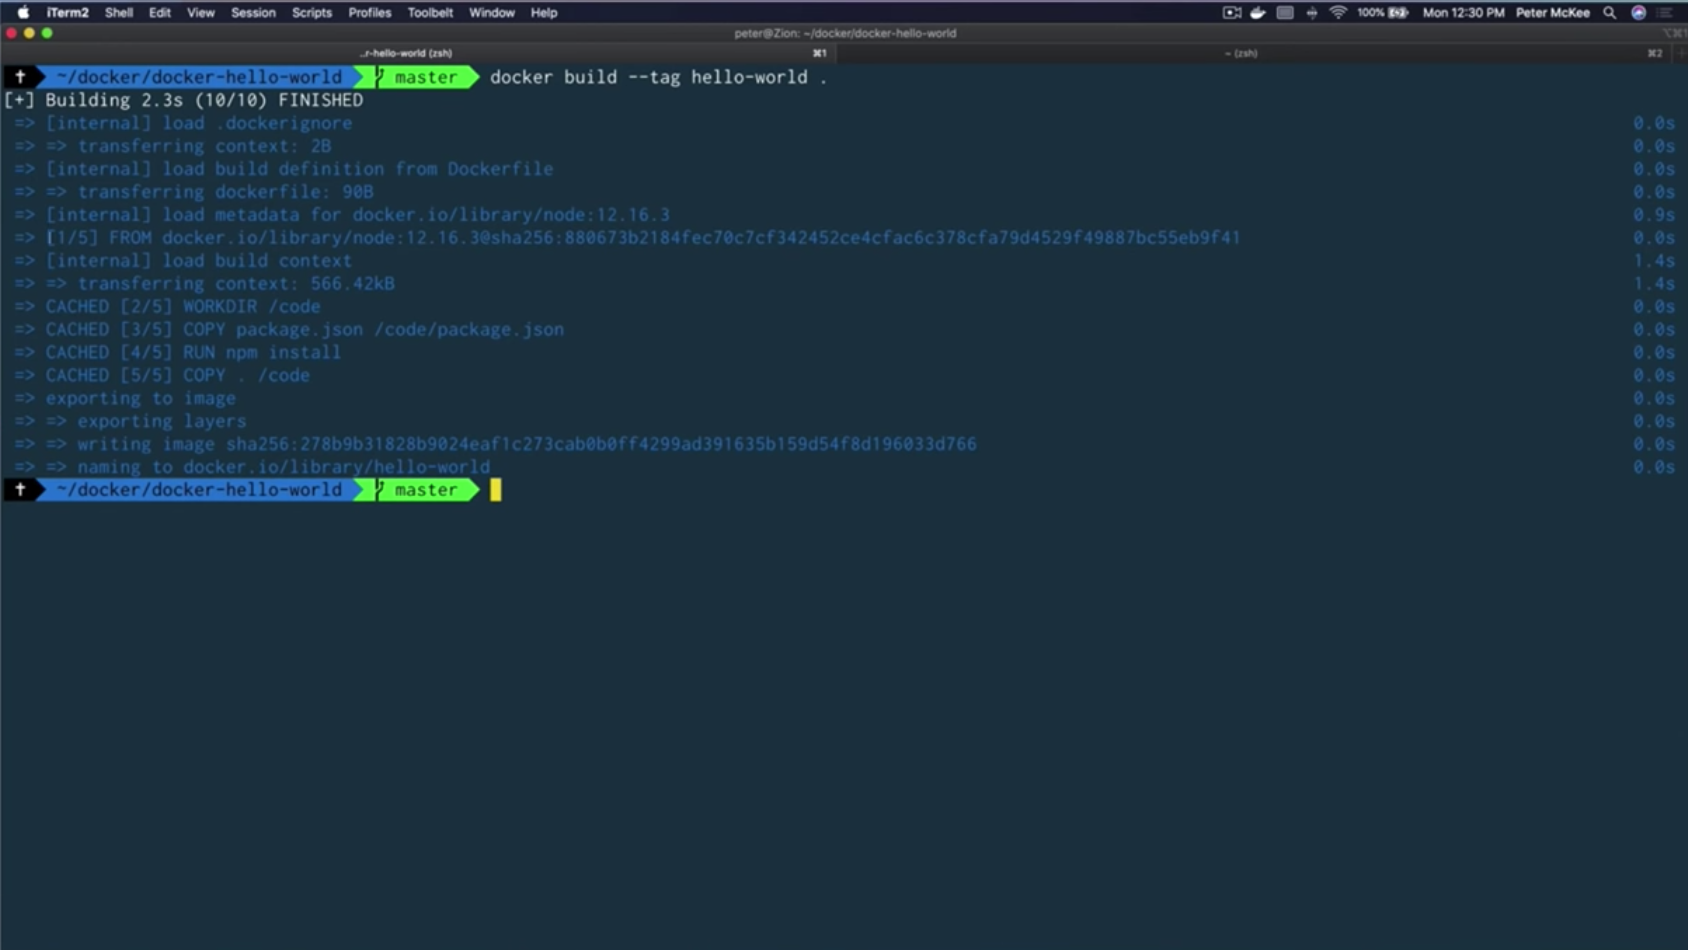 iTerm2 Shell Edit View Session Scripts Profiles Toolbelt Window Help 100% Mon 12:30 PM Peter McKee
peter@Zion: ~/docker/docker-hello-world ⌥⌘1
..r-hello-world (zsh) ⌘1 ~ (zsh) ⌘2
~/docker/docker-hello-world master docker build --tag hello-world .
[+] Building 2.3s (10/10) FINISHED
=> [internal] load .dockerignore 0.0s
=> => transferring context: 2B 0.0s
=> [internal] load build definition from Dockerfile 0.0s
=> => transferring dockerfile: 90B 0.0s
=> [internal] load metadata for docker.io/library/node:12.16.3 0.9s
=> [1/5] FROM docker.io/library/node:12.16.3@sha256:880673b2184fec70c7cf342452ce4cfac6c378cfa79d4529f49887bc55eb9f41 0.0s
=> [internal] load build context 1.4s
=> => transferring context: 566.42kB 1.4s
=> CACHED [2/5] WORKDIR /code 0.0s
=> CACHED [3/5] COPY package.json /code/package.json 0.0s
=> CACHED [4/5] RUN npm install 0.0s
=> CACHED [5/5] COPY . /code 0.0s
=> exporting to image 0.0s
=> => exporting layers 0.0s
=> => writing image sha256:278b9b31828b9024eaf1c273cab0b0ff4299ad391635b159d54f8d196033d766 0.0s
=> => naming to docker.io/library/hello-world 0.0s
~/docker/docker-hello-world master